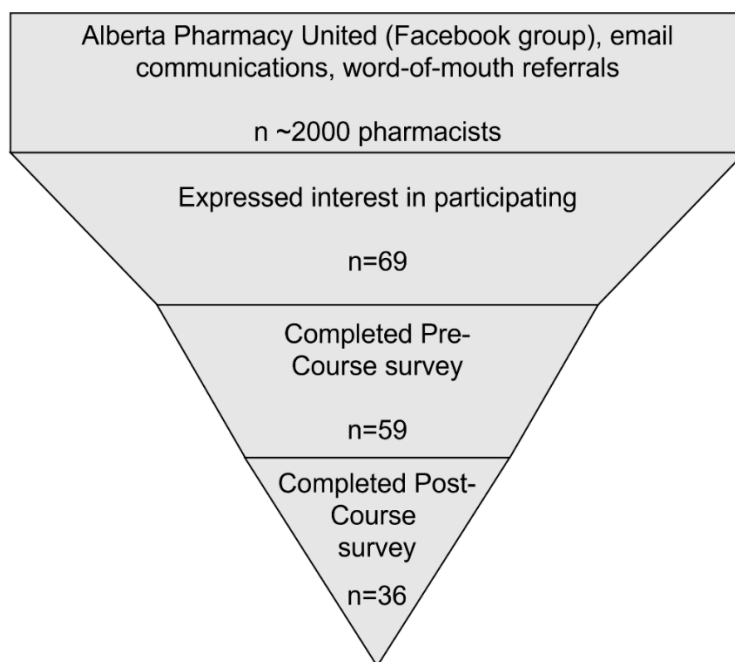 Alberta Pharmacy United (Facebook group), email
communications, word-of-mouth referrals
n ~2000 pharmacists
Expressed interest in participating
n=69
Completed Pre-
Course survey
n=59
Completed Post-
Course
survey
n=36